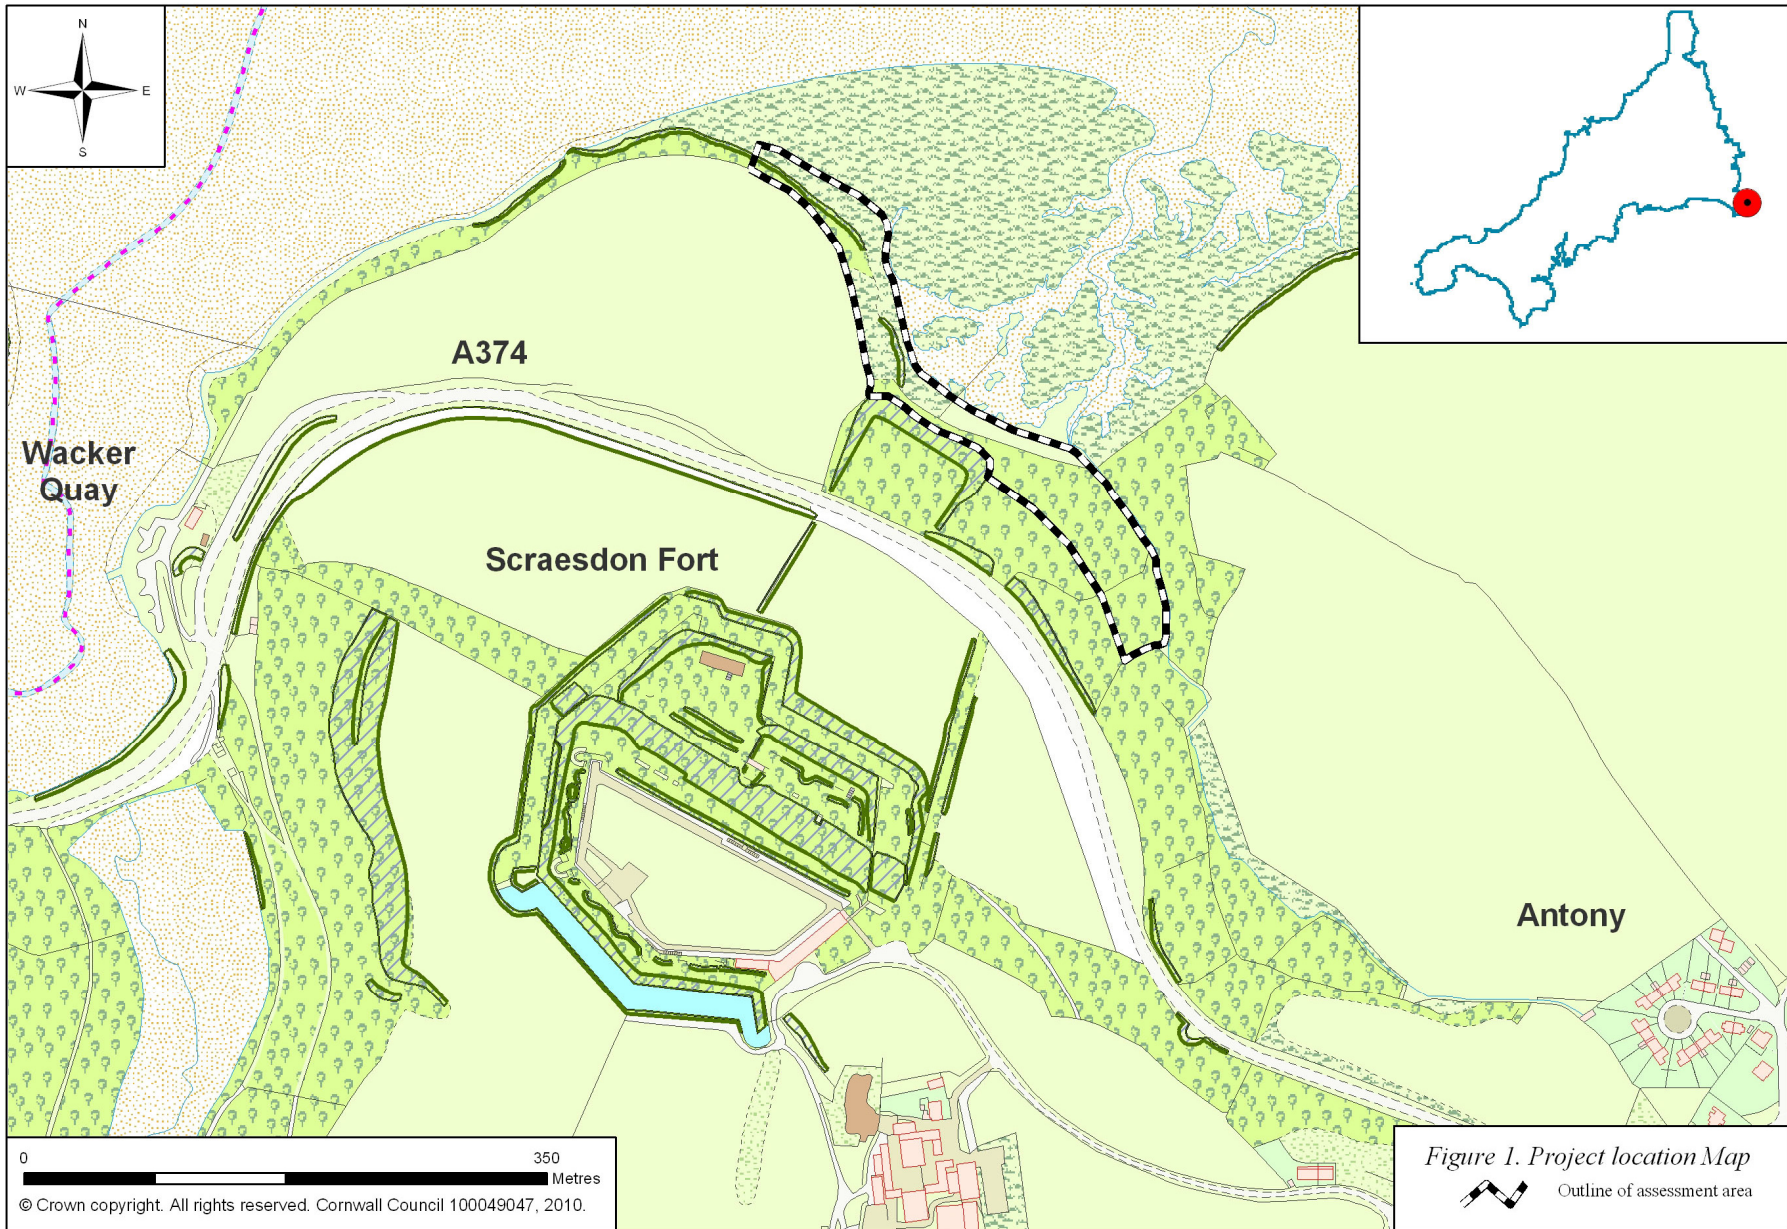 N
W E
S
A374
Wacker
Quay
Scraesdon Fort
Antony
0 350
Metres
© Crown copyright. All rights reserved. Cornwall Council 100049047, 2010.
Figure 1. Project location Map
Outline of assessment area